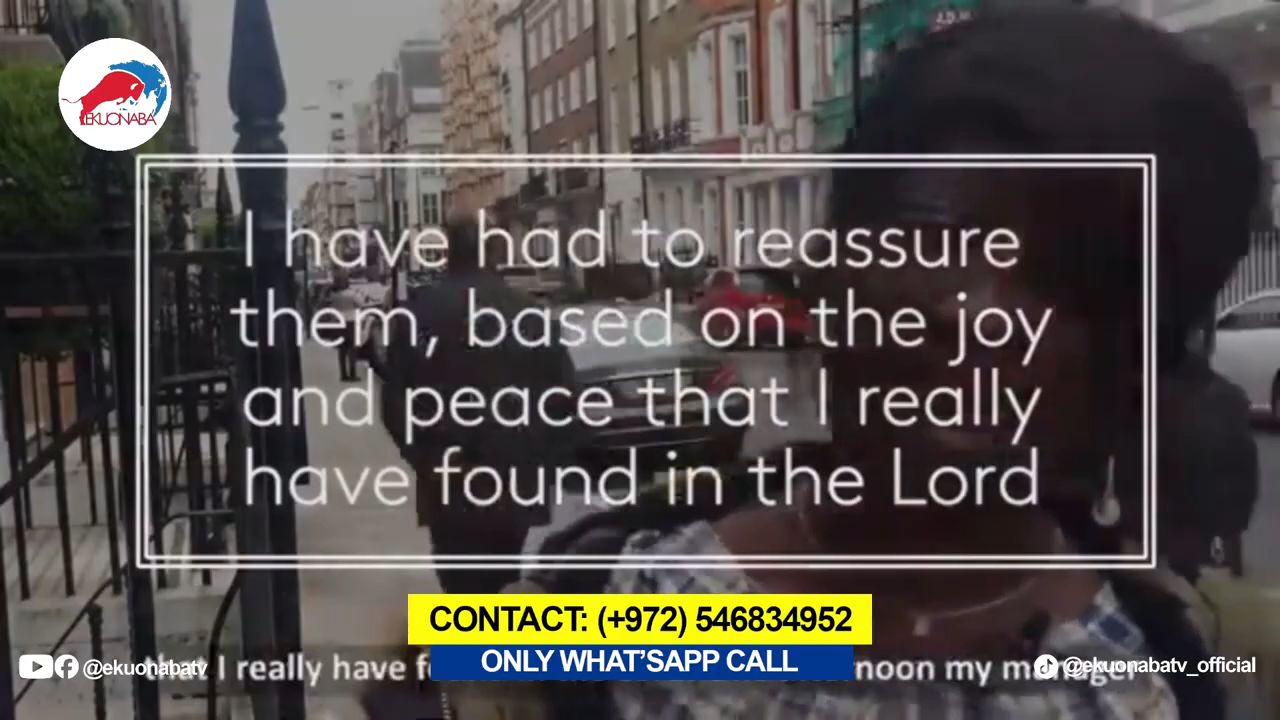 EKUONABA
I have had to reassure
them, based on the joy
and peace that I really
have found in the Lord
CONTACT: (+972) 546834952
ONLY WHAT'SAPP CALL
@ekuonabatv
I really have
noon my manager
@ekuonabatv_official